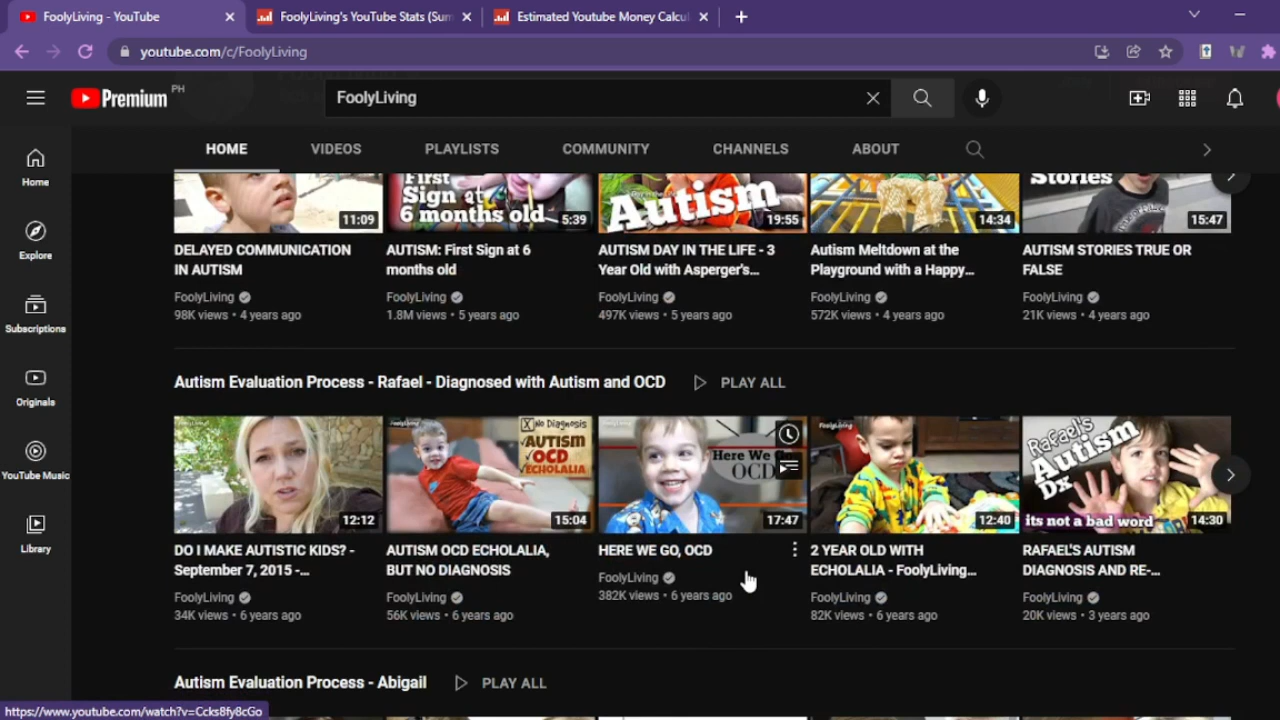 FoolyLiving - YouTube
FoolyLiving's YouTube Stats (Sum
Estimated Youtube Money Calcu
youtube.com/c/FoolyLiving
Premium PH
FoolyLiving
HOME VIDEOS PLAYLISTS COMMUNITY CHANNELS ABOUT
Home
Explore
Subscriptions
Originals
YouTube Music
Library
11:09
First
Sign at
6 months
old
5:39
Autism
19:55
14:34
Stories
15:47
DELAYED COMMUNICATION
IN AUTISM
FoolyLiving
98K views • 4 years ago
AUTISM: First Sign at 6
months old
FoolyLiving
1.8M views • 5 years ago
AUTISM DAY IN THE LIFE - 3
Year Old with Asperger's...
FoolyLiving
497K views • 5 years ago
Autism Meltdown at the
Playground with a Happy...
FoolyLiving
572K views • 4 years ago
AUTISM STORIES TRUE OR
FALSE
FoolyLiving
21K views • 4 years ago
Autism Evaluation Process - Rafael - Diagnosed with Autism and OCD
PLAY ALL
FoolyLiving
12:12
FoolyLiving
No Diagnosis
AUTISM
OCD
ECHOLALIA
15:04
FoolyLiving
Here We Go,
OCD
17:47
FoolyLiving
12:40
Rafael's
Autism
Dx
its not a bad word
14:30
DO I MAKE AUTISTIC KIDS? -
September 7, 2015 -...
FoolyLiving
34K views • 6 years ago
AUTISM OCD ECHOLALIA,
BUT NO DIAGNOSIS
FoolyLiving
56K views • 6 years ago
HERE WE GO, OCD
FoolyLiving
382K views • 6 years ago
2 YEAR OLD WITH
ECHOLALIA - FoolyLiving...
FoolyLiving
82K views • 6 years ago
RAFAEL'S AUTISM
DIAGNOSIS AND RE-...
FoolyLiving
20K views • 3 years ago
Autism Evaluation Process - Abigail
PLAY ALL
https://www.youtube.com/watch?v=Ccks8fy8cGo